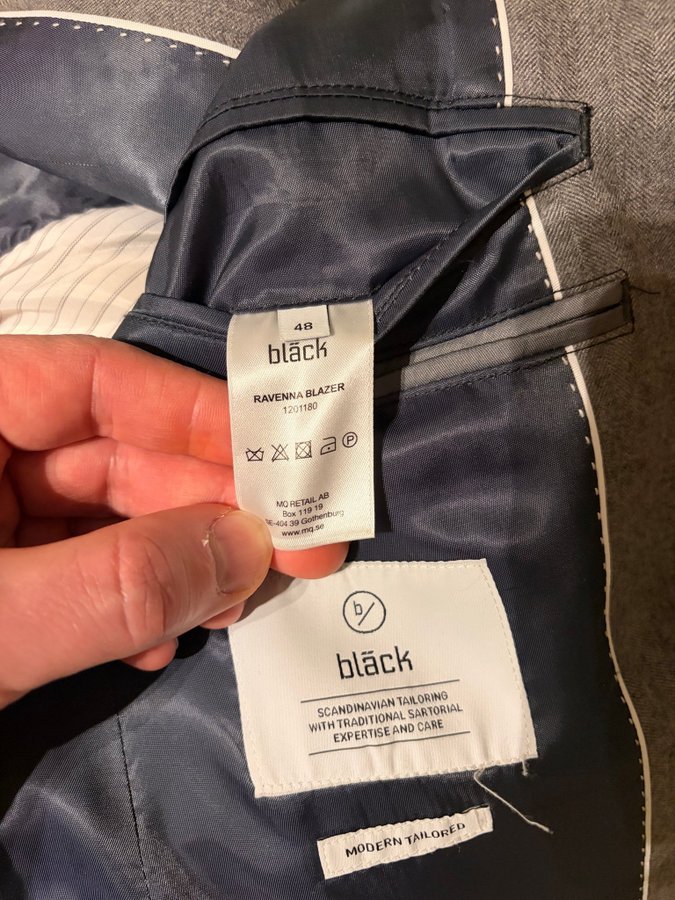 48
bläck
RAVENNA BLAZER
1201180
P
MQ RETAIL AB
Box 119 19
SE-404 39 Gothenburg
www.mq.se
b/
bläck
SCANDINAVIAN TAILORING
WITH TRADITIONAL SARTORIAL
EXPERTISE AND CARE
MODERN TAILORED